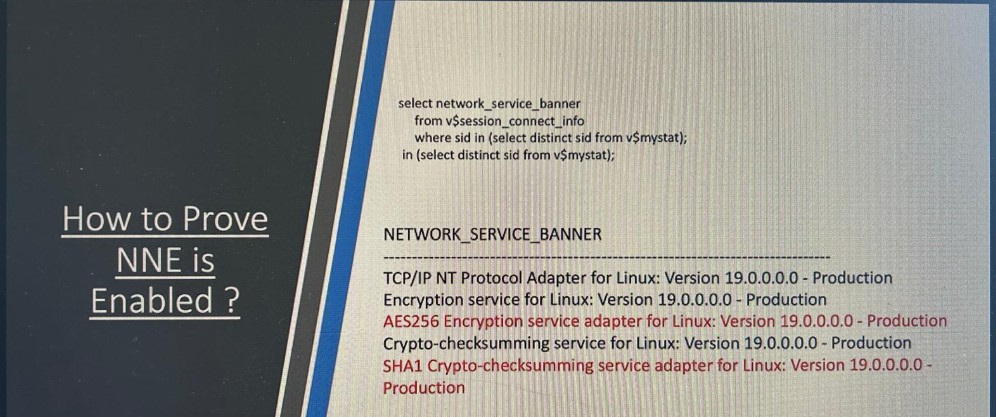 How to Prove
NNE is
Enabled ?
select network_service_banner
from v$session_connect_info
where sid in (select distinct sid from v$mystat);
in (select distinct sid from v$mystat);
NETWORK_SERVICE_BANNER
--------------------------------------------------------------------------------
TCP/IP NT Protocol Adapter for Linux: Version 19.0.0.0.0 - Production
Encryption service for Linux: Version 19.0.0.0.0 - Production
AES256 Encryption service adapter for Linux: Version 19.0.0.0.0 - Production
Crypto-checksumming service for Linux: Version 19.0.0.0.0 - Production
SHA1 Crypto-checksumming service adapter for Linux: Version 19.0.0.0.0 -
Production